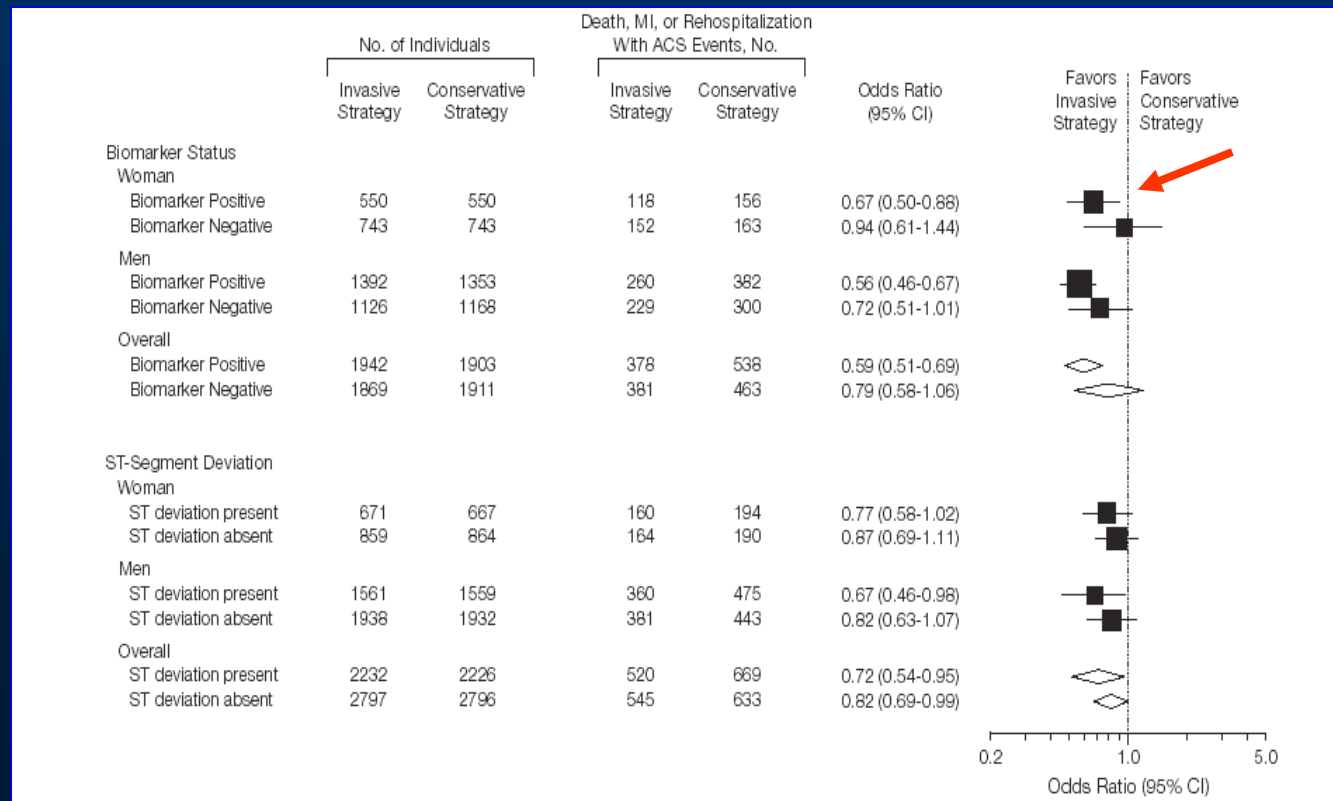 Death, MI, or Rehospitalization
No. of Individuals With ACS Events, No.
Invasive Strategy Conservative Strategy Invasive Strategy Conservative Strategy Odds Ratio (95% CI) Favors Invasive Strategy Favors Conservative Strategy
Biomarker Status
Woman
Biomarker Positive 550 550 118 156 0.67 (0.50-0.88)
Biomarker Negative 743 743 152 163 0.94 (0.61-1.44)
Men
Biomarker Positive 1392 1353 260 382 0.56 (0.46-0.67)
Biomarker Negative 1126 1168 229 300 0.72 (0.51-1.01)
Overall
Biomarker Positive 1942 1903 378 538 0.59 (0.51-0.69)
Biomarker Negative 1869 1911 381 463 0.79 (0.58-1.06)
ST-Segment Deviation
Woman
ST deviation present 671 667 160 194 0.77 (0.58-1.02)
ST deviation absent 859 864 164 190 0.87 (0.69-1.11)
Men
ST deviation present 1561 1559 360 475 0.67 (0.46-0.98)
ST deviation absent 1938 1932 381 443 0.82 (0.63-1.07)
Overall
ST deviation present 2232 2226 520 669 0.72 (0.54-0.95)
ST deviation absent 2797 2796 545 633 0.82 (0.69-0.99)
0.2 1.0 5.0
Odds Ratio (95% CI)